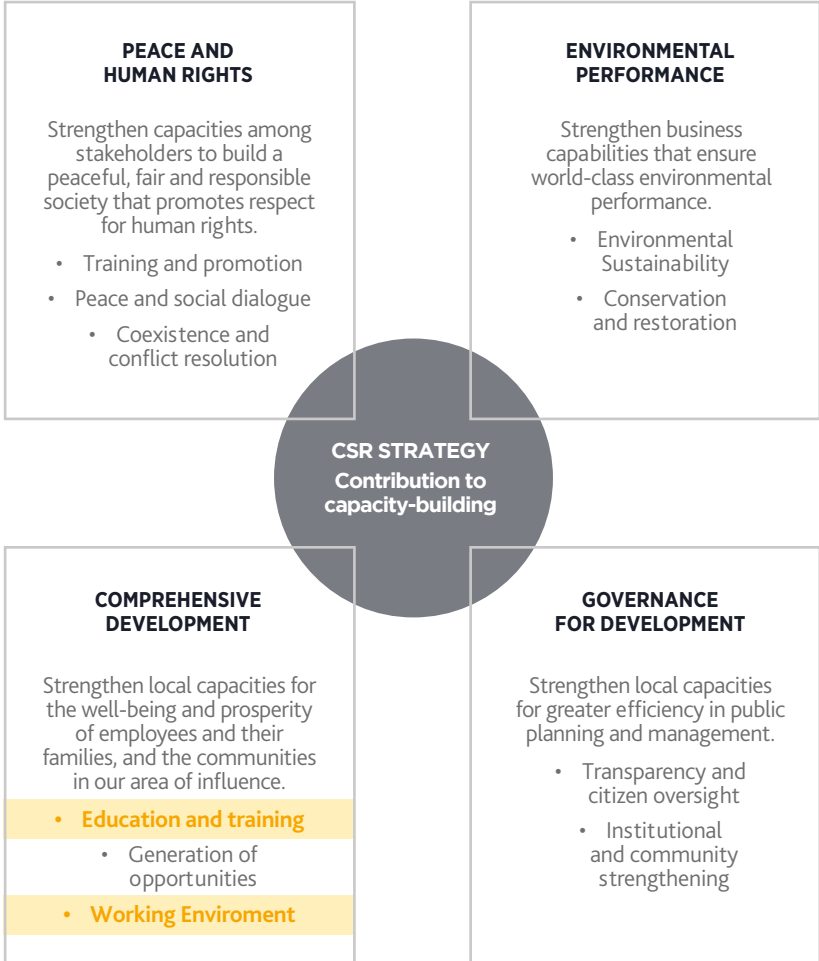 PEACE AND
HUMAN RIGHTS
Strengthen capacities among
stakeholders to build a
peaceful, fair and responsible
society that promotes respect
for human rights.
• Training and promotion
• Peace and social dialogue
• Coexistence and
conflict resolution
ENVIRONMENTAL
PERFORMANCE
Strengthen business
capabilities that ensure
world-class environmental
performance.
• Environmental
Sustainability
• Conservation
and restoration
CSR STRATEGY
Contribution to
capacity-building
COMPREHENSIVE
DEVELOPMENT
Strengthen local capacities for
the well-being and prosperity
of employees and their
families, and the communities
in our area of influence.
• Education and training
• Generation of
opportunities
• Working Enviroment
GOVERNANCE
FOR DEVELOPMENT
Strengthen local capacities
for greater efficiency in public
planning and management.
• Transparency and
citizen oversight
• Institutional
and community
strengthening